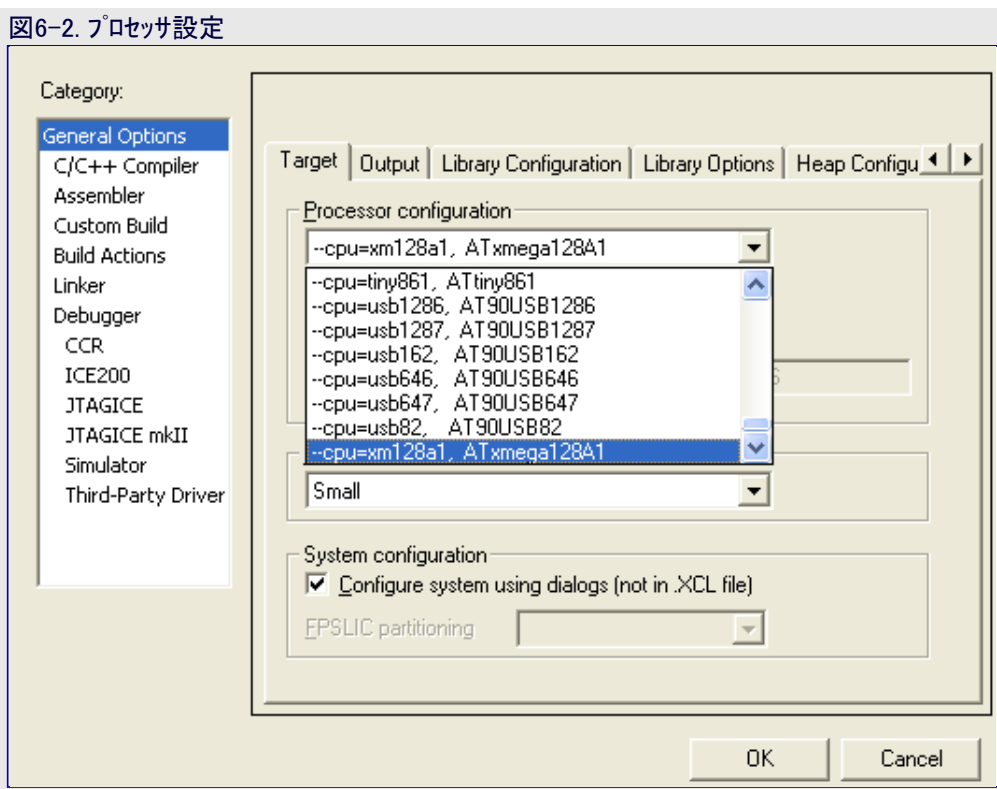 図6-2. プロセッサ設定
Category:
General Options
C/C++ Compiler
Assembler
Custom Build
Build Actions
Linker
Debugger
CCR
ICE200
JTAGICE
JTAGICE mkII
Simulator
Third-Party Driver
Target Output Library Configuration Library Options Heap Configu
Processor configuration
--cpu=xm128a1, ATxmega128A1
--cpu=tiny861, ATtiny861
--cpu=usb1286, AT90USB1286
--cpu=usb1287, AT90USB1287
--cpu=usb162, AT90USB162
--cpu=usb646, AT90USB646
--cpu=usb647, AT90USB647
--cpu=usb82, AT90USB82
--cpu=xm128a1, ATxmega128A1
Small
System configuration
Configure system using dialogs (not in .XCL file)
FPSLIC partitioning
OK Cancel